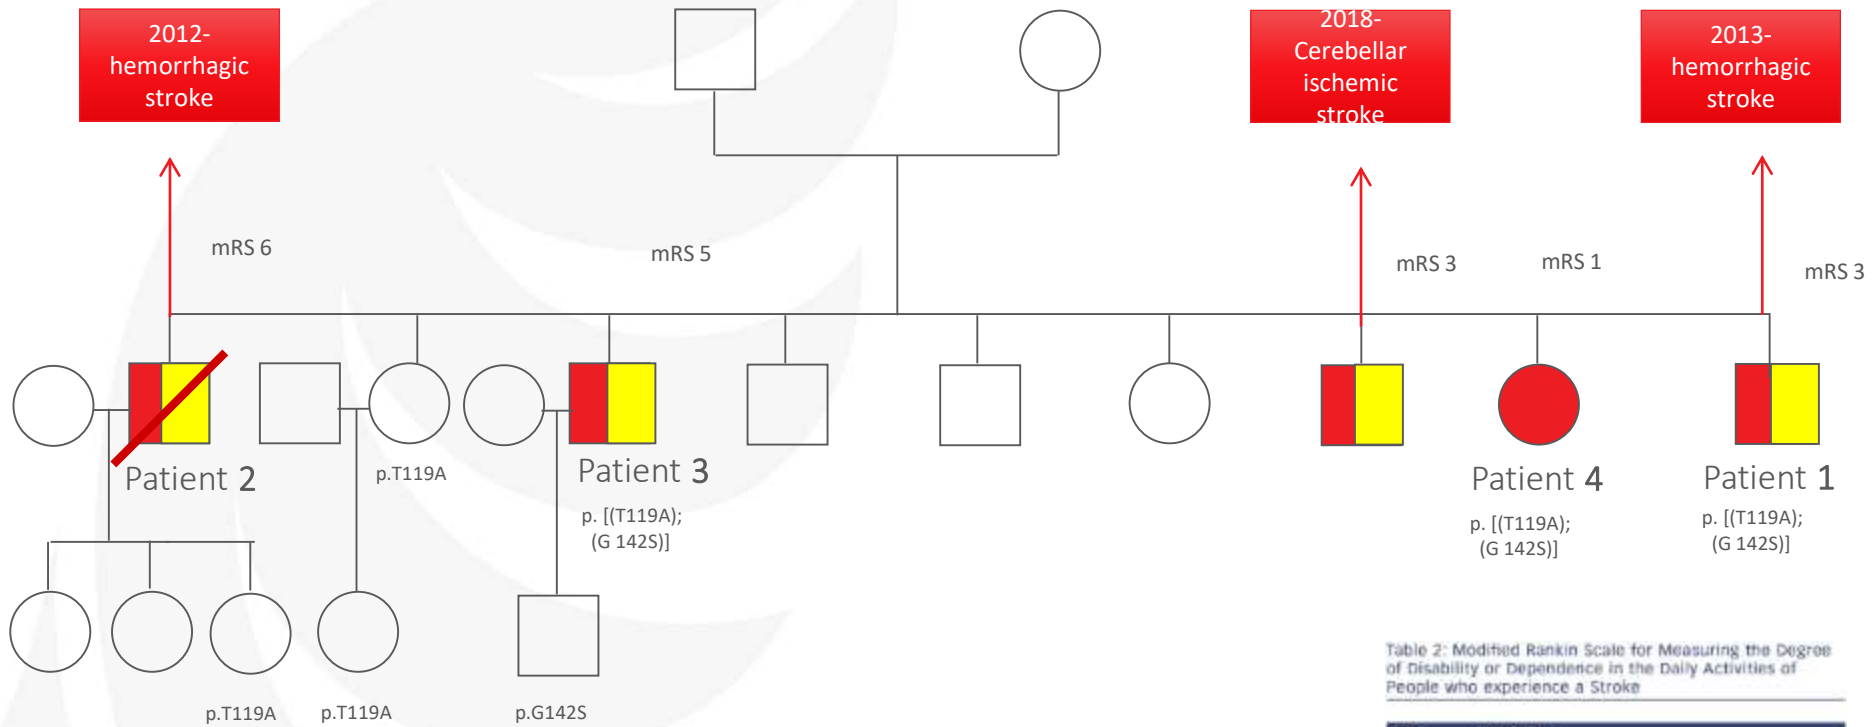 2012-
hemorrhagic
stroke
2018-
Cerebellar
ischemic
stroke
2013-
hemorrhagic
stroke
mRS 6
mRS 5
mRS 3
mRS 1
mRS 3
Patient 2
p.T119A
Patient 3
p. [(T119A);
(G 142S)]
Patient 4
p. [(T119A);
(G 142S)]
Patient 1
p. [(T119A);
(G 142S)]
p.T119A
p.T119A
p.G142S
Table 2: Modified Rankin Scale for Measuring the Degree
of Disability or Dependence in the Daily Activities of
People who experience a Stroke